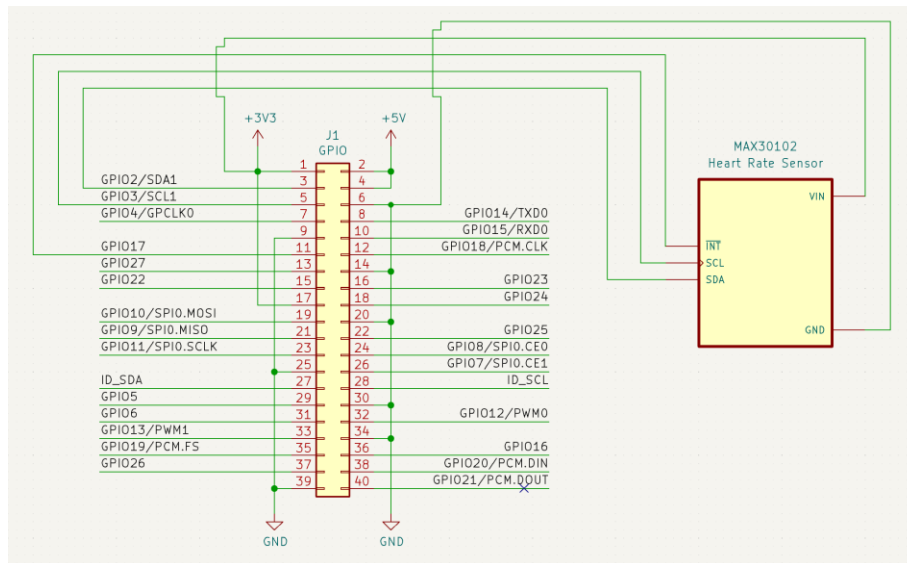 +3V3
+5V
J1
GPIO
MAX30102
Heart Rate Sensor
1 2
GPIO2/SDA1 3 4
GPIO3/SCL1 5 6
GPIO4/GPCLK0 7 8 GPIO14/TXD0
9 10 GPIO15/RXD0
GPIO17 11 12 GPIO18/PCM.CLK
GPIO27 13 14
GPIO22 15 16 GPIO23
17 18 GPIO24
GPIO10/SPI0.MOSI 19 20
GPIO9/SPI0.MISO 21 22 GPIO25
GPIO11/SPI0.SCLK 23 24 GPIO8/SPI0.CE0
25 26 GPIO7/SPI0.CE1
ID_SDA 27 28 ID_SCL
GPIO5 29 30
GPIO6 31 32 GPIO12/PWM0
GPIO13/PWM1 33 34
GPIO19/PCM.FS 35 36 GPIO16
GPIO26 37 38 GPIO20/PCM.DIN
39 40 GPIO21/PCM.DOUT
GND
GND
VIN
INT
SCL
SDA
GND